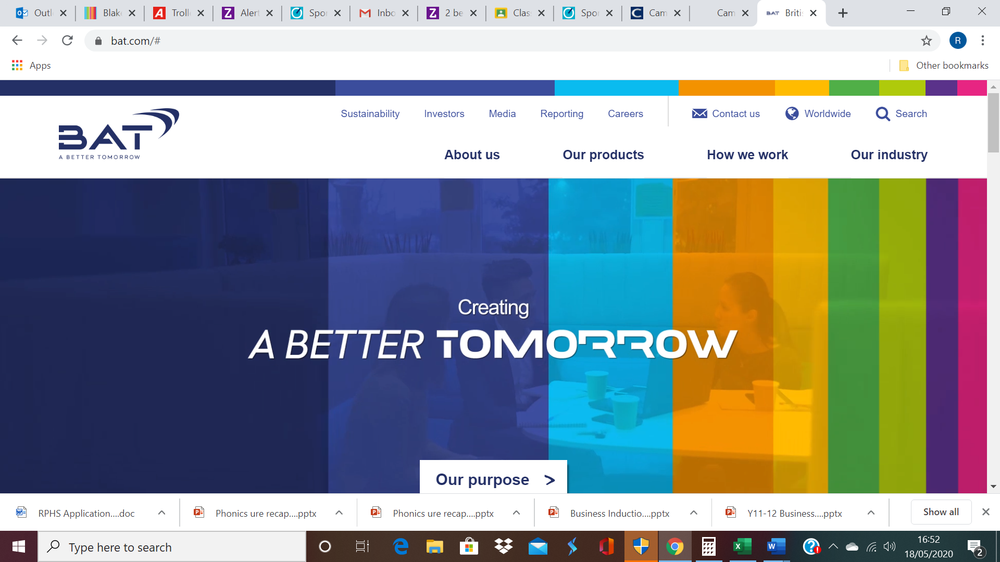 Outl Blake Troll Alert Spor Inbo 2 be Clas Spor Cam Cam Britis
bat.com/#
R
Apps Other bookmarks
Sustainability Investors Media Reporting Careers Contact us Worldwide Search
BAT
A BETTER TOMORROW
About us Our products How we work Our industry
Creating
A BETTER TOMORROW
Our purpose >
RPHS Application....doc Phonics ure recap....pptx Phonics ure recap....pptx Business Inductio....pptx Y11-12 Business....pptx Show all
Type here to search
16:52
18/05/2020
2